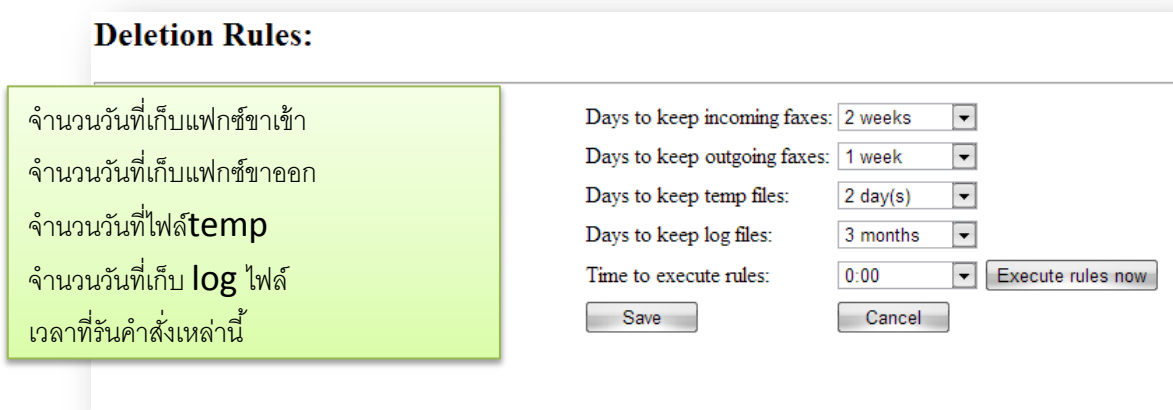 Deletion Rules:
จำนวนวันที่เก็บแฟกซ์ขาเข้า
จำนวนวันที่เก็บแฟกซ์ขาออก
จำนวนวันที่ไฟล์temp
จำนวนวันที่เก็บ log ไฟล์
เวลาที่รันคำสั่งเหล่านี้
Days to keep incoming faxes: 2 weeks
Days to keep outgoing faxes: 1 week
Days to keep temp files: 2 day(s)
Days to keep log files: 3 months
Time to execute rules: 0:00 Execute rules now
Save Cancel